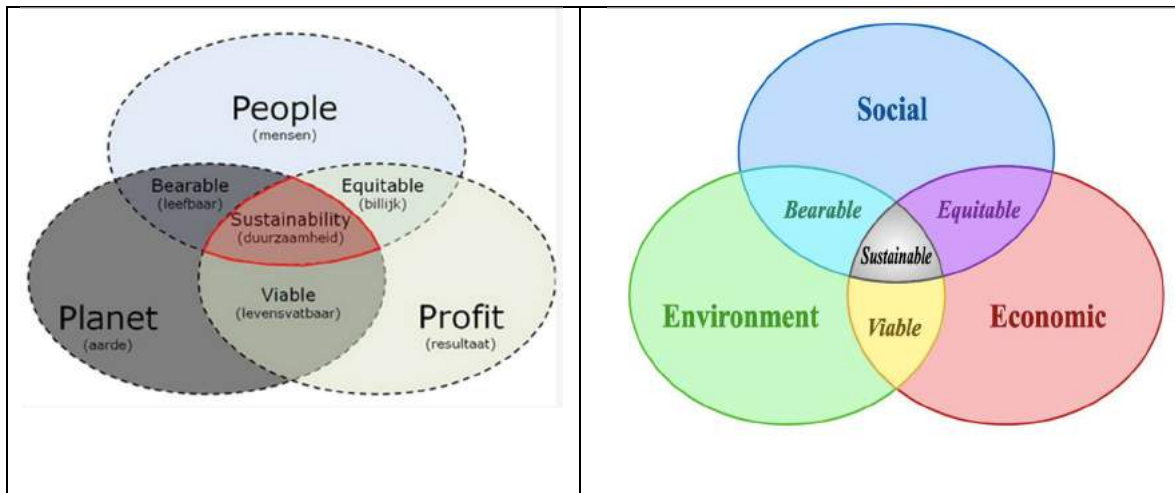 People
(mensen)
Bearable
(leefbaar)
Equitable
(billijk)
Sustainability
(duurzaamheid)
Planet
(aarde)
Viable
(levensvatbaar)
Profit
(resultaat)
Social
Bearable
Equitable
Sustainable
Environment
Economic
Viable